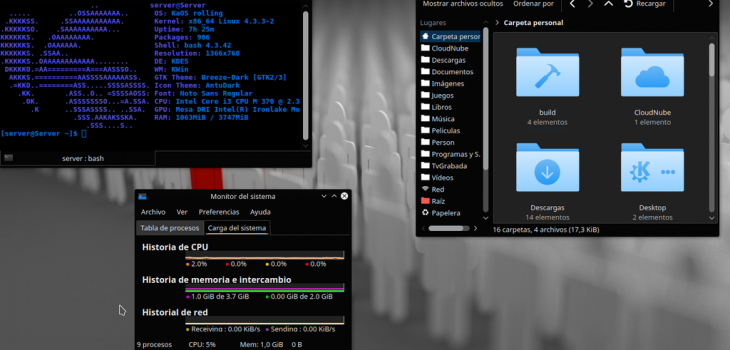 server@Server
OS: KaOS rolling
Kernel: x86_64 Linux 4.3.3-2
Uptime: 7h 25m
Packages: 986
Shell: bash 4.3.42
Resolution: 1366x768
DE: KDE5
WM: KWin
GTK Theme: Breeze-Dark [GTK2/3]
Icon Theme: AntuDark
Font: Noto Sans Regular
CPU: Intel Core i3 CPU M 370 @ 2.3
GPU: Mesa DRI Intel(R) Ironlake Mo
RAM: 1063MiB / 3747MiB
[server@Server ~]$
server : bash
Mostrar archivos ocultos Ordenar por Recargar
Lugares
Carpeta perso
CloudNube
Descargas
Documentos
Imágenes
Juegos
Libros
Música
Peliculas
Person
Programas y S.
TvGrabada
Vídeos
Red
Raíz
Papelera
Carpeta personal
build
4 elementos
CloudNube
1 elemento
Descargas
14 elementos
Desktop
2 elementos
16 carpetas, 4 archivos (17,3 KiB)
Monitor del sistema
Archivo Ver Preferencias Ayuda
Tabla de procesos Carga del sistema
Historia de CPU
2.0% 0.0% 0.0% 0.0%
Historia de memoria e intercambio
1.0 GiB de 3.7 GiB 0.00 GiB de 2.0 GiB
Historial de red
Receiving : 0.00 KiB/s Sending : 0.00 KiB/s
9 procesos CPU: 5% Mem: 1,0 GiB 0 B